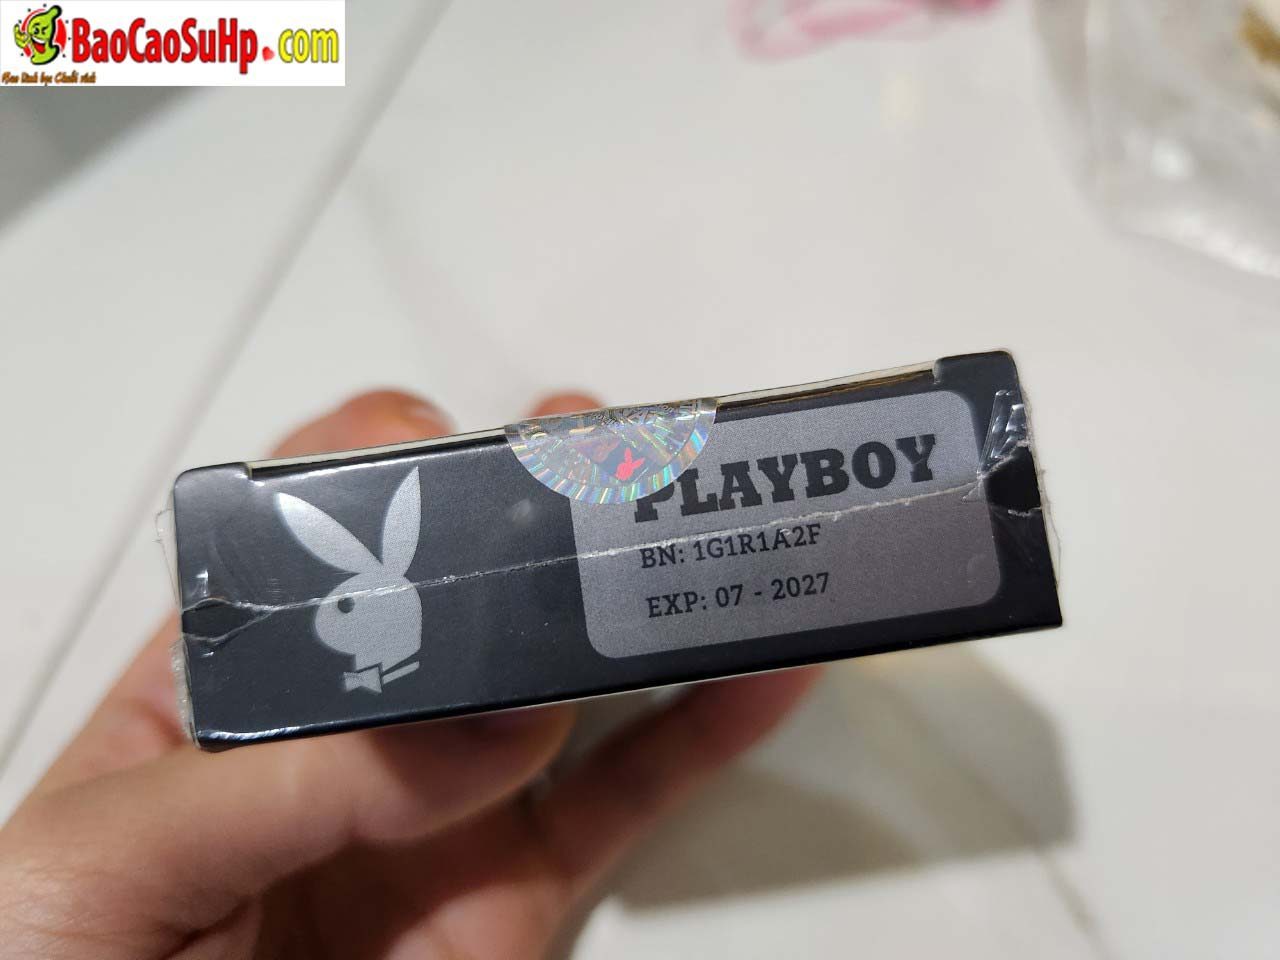 BaoCaoSuHp.com
PLAYBOY
BN: 1G1R1A2F
EXP: 07 - 2027